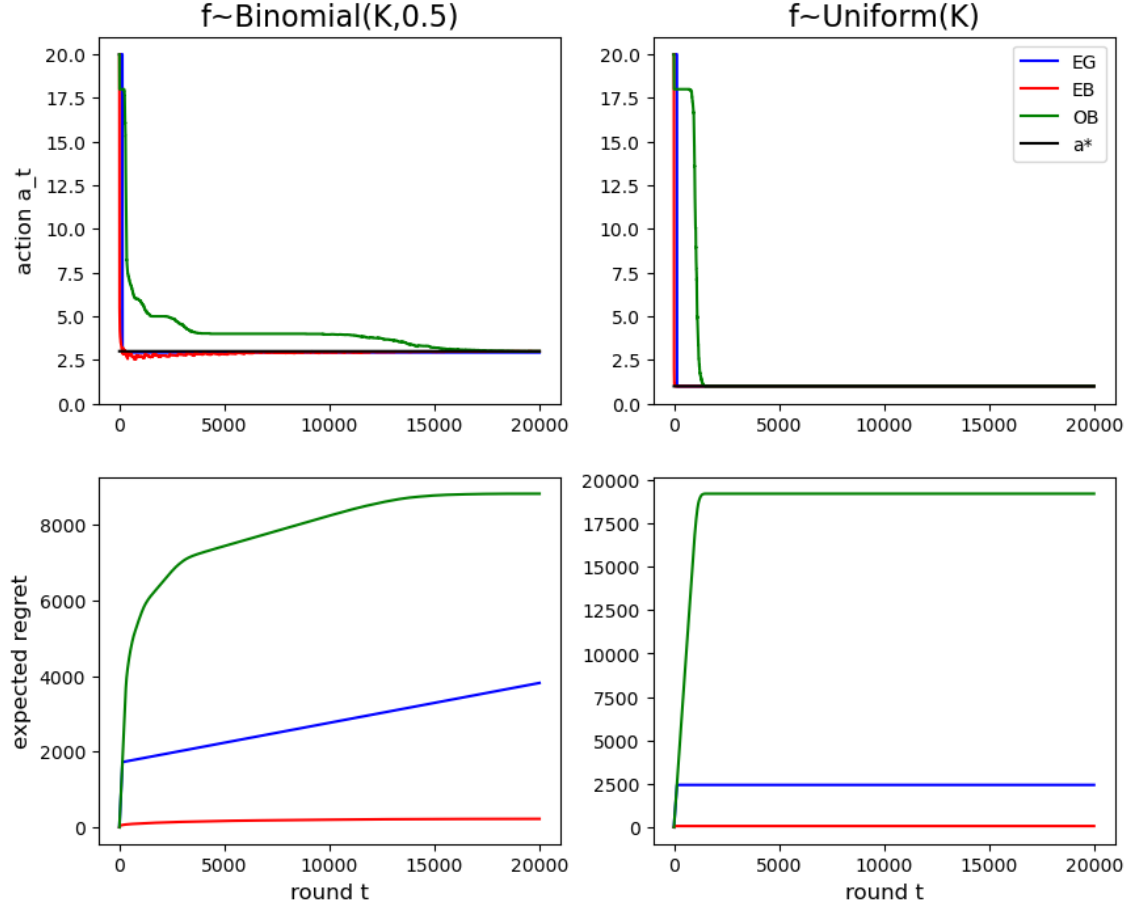 f~Binomial(K,0.5)
f~Uniform(K)
action a_t
20.0
17.5
15.0
12.5
10.0
7.5
5.0
2.5
0.0
0 5000 10000 15000 20000
20.0
17.5
15.0
12.5
10.0
7.5
5.0
2.5
0.0
0 5000 10000 15000 20000
EG
EB
OB
a*
expected regret
8000
6000
4000
2000
0
0 5000 10000 15000 20000
round t
20000
17500
15000
12500
10000
7500
5000
2500
0
0 5000 10000 15000 20000
round t